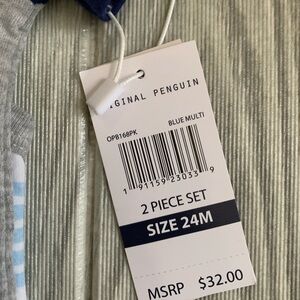 IGINAL PENGUIN
OPB168PK BLUE MULTI
1 91159 23033 9
2 PIECE SET
SIZE 24M
MSRP $32.00